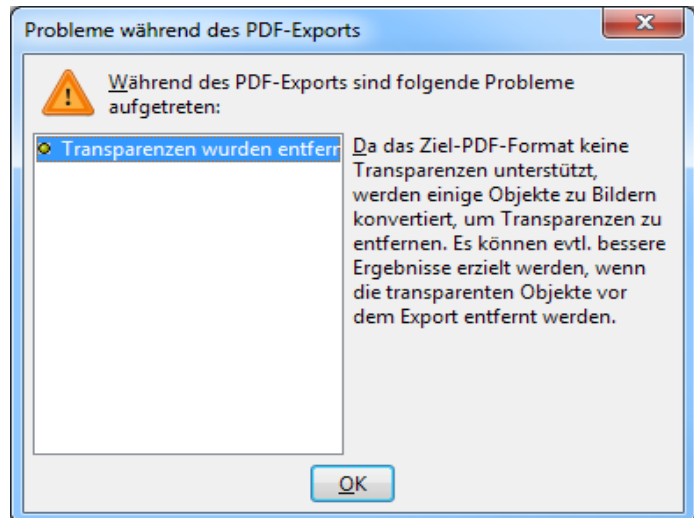 Probleme während des PDF-Exports
Während des PDF-Exports sind folgende Probleme
aufgetreten:
Transparenzen wurden entferr
Da das Ziel-PDF-Format keine
Transparenzen unterstützt,
werden einige Objekte zu Bildern
konvertiert, um Transparenzen zu
entfernen. Es können evtl. bessere
Ergebnisse erzielt werden, wenn
die transparenten Objekte vor
dem Export entfernt werden.
OK